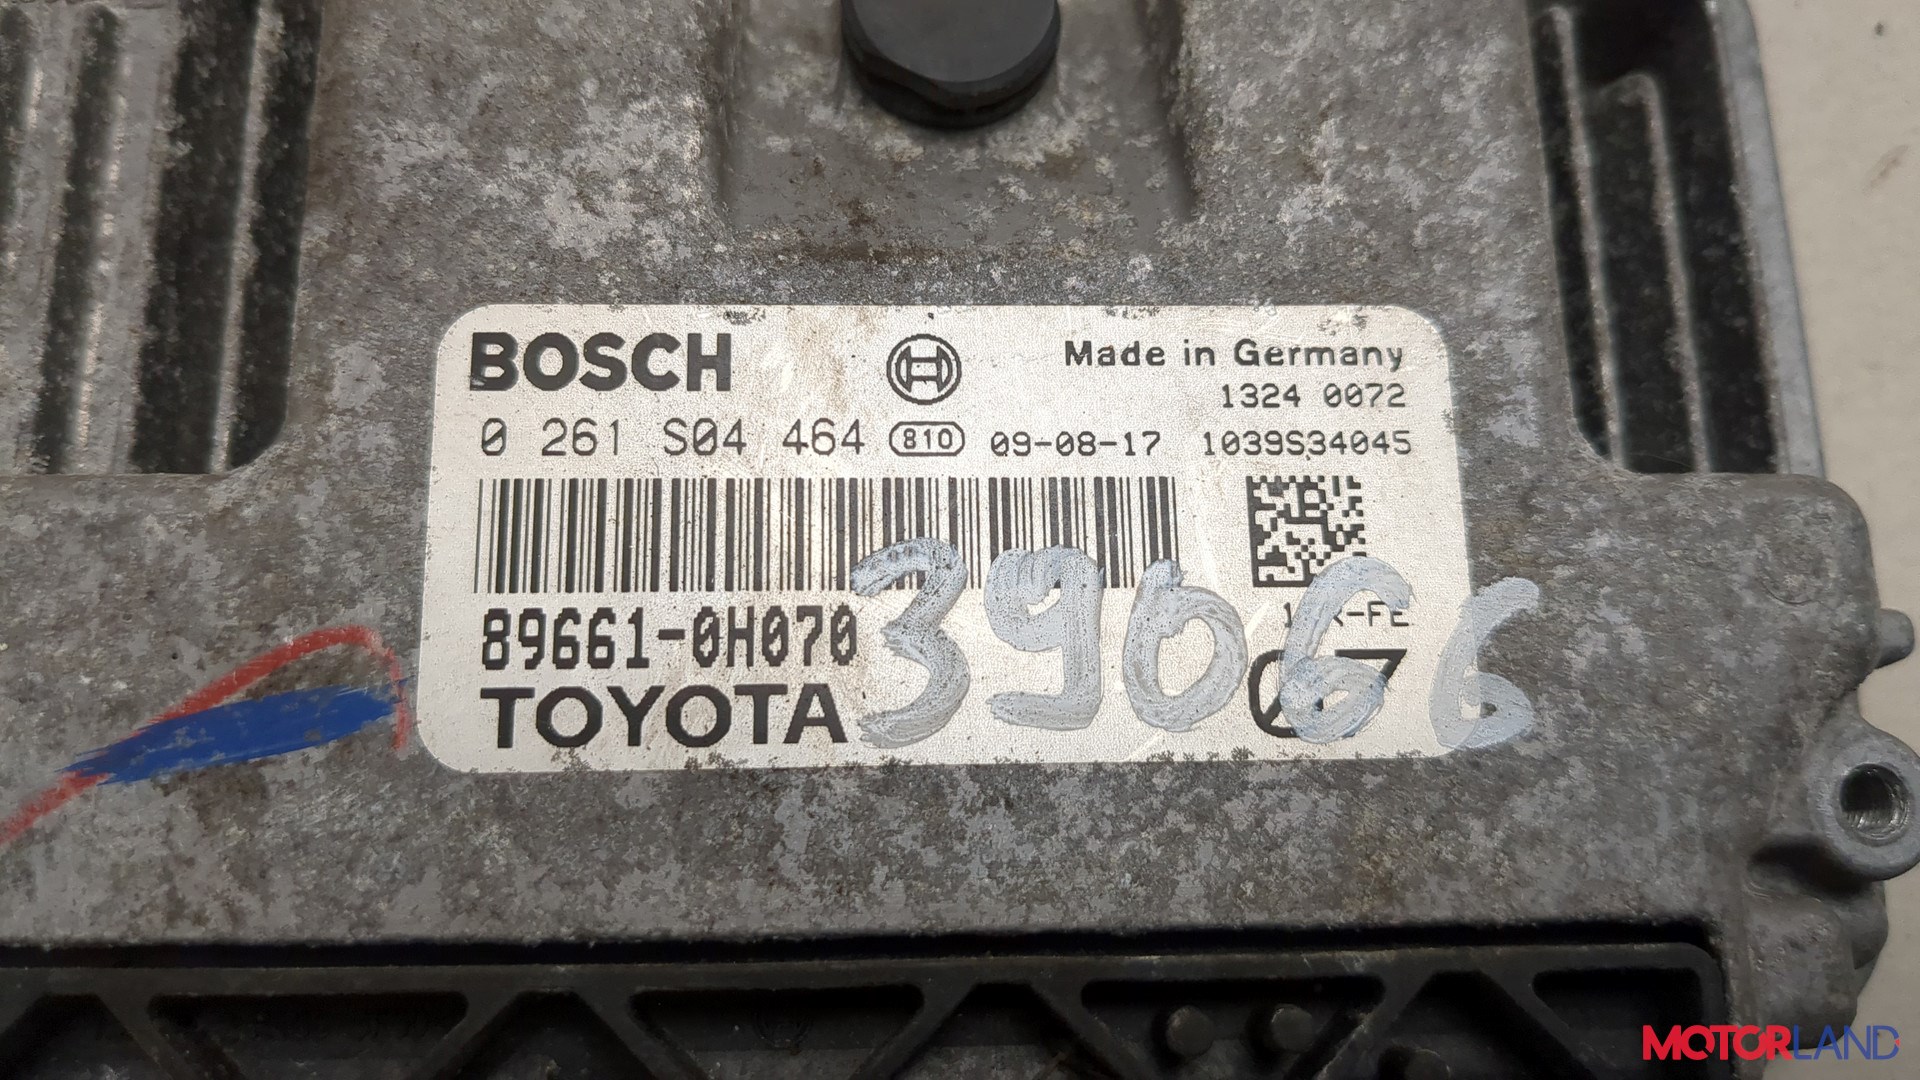 BOSCH
Made in Germany
1324 0072
0 261 S04 464 810 09-08-17 1039S34045
89661-0H070
39066
TOYOTA
07
MOTORLAND